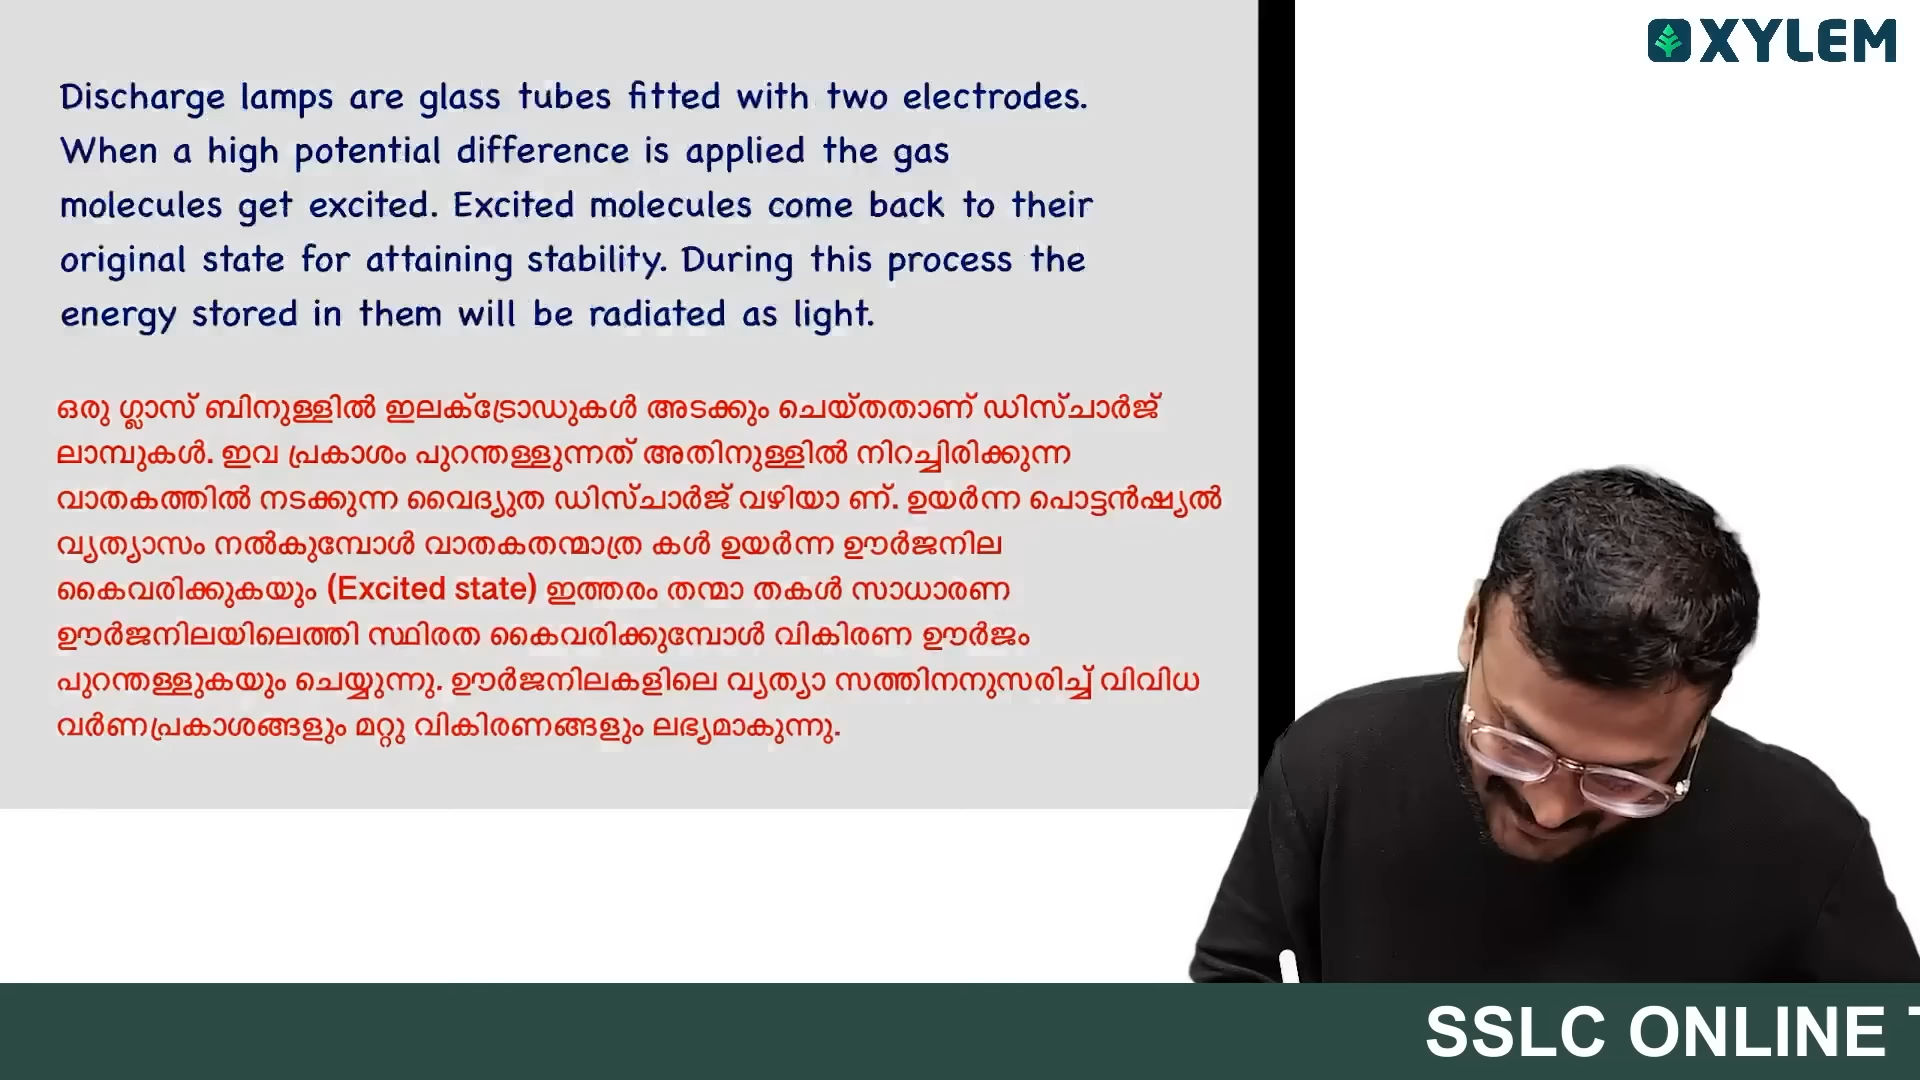 XYLEM
Discharge lamps are glass tubes fitted with two electrodes.
When a high potential difference is applied the gas
molecules get excited. Excited molecules come back to their
original state for attaining stability. During this process the
energy stored in them will be radiated as light.
ഒരു ഗ്ലാസ് ബിനുള്ളിൽ ഇലക്ട്രോഡുകൾ അടക്കും ചെയ്തതാണ് ഡിസ്ചാർജ്
ലാമ്പുകൾ. ഇവ പ്രകാശം പുറന്തള്ളുന്നത് അതിനുള്ളിൽ നിറച്ചിരിക്കുന്ന
വാതകത്തിൽ നടക്കുന്ന വൈദ്യുത ഡിസ്ചാർജ് വഴിയാ ണ്. ഉയർന്ന പൊട്ടൻഷ്യൽ
വ്യത്യാസം നൽകുമ്പോൾ വാതകതന്മാത്ര കൾ ഉയർന്ന ഊർജനില
കൈവരിക്കുകയും (Excited state) ഇത്തരം തന്മാ തകൾ സാധാരണ
ഊർജനിലയിലെത്തി സ്ഥിരത കൈവരിക്കുമ്പോൾ വികിരണ ഊർജം
പുറന്തള്ളുകയും ചെയ്യുന്നു. ഊർജനിലകളിലെ വ്യത്യാ സത്തിനനുസരിച്ച് വിവിധ
വർണപ്രകാശങ്ങളും മറ്റു വികിരണങ്ങളും ലഭ്യമാകുന്നു.
SSLC ONLINE